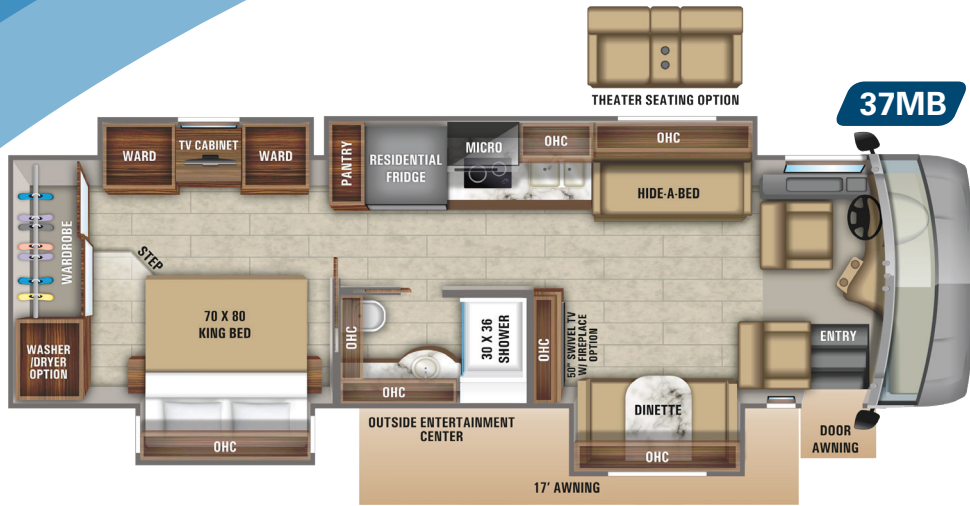 THEATER SEATING OPTION
37MB
WARD
TV CABINET
WARD
PANTRY
RESIDENTIAL
FRIDGE
MICRO
OHC
OHC
HIDE-A-BED
WARDROBE
STEP
70 X 80
KING BED
WASHER
/DRYER
OPTION
OHC
OHC
OHC
30 X 36
SHOWER
OHC
50" SWIVEL TV
W/ FIREPLACE
OPTION
DINETTE
OHC
ENTRY
OUTSIDE ENTERTAINMENT
CENTER
DOOR
AWNING
17' AWNING